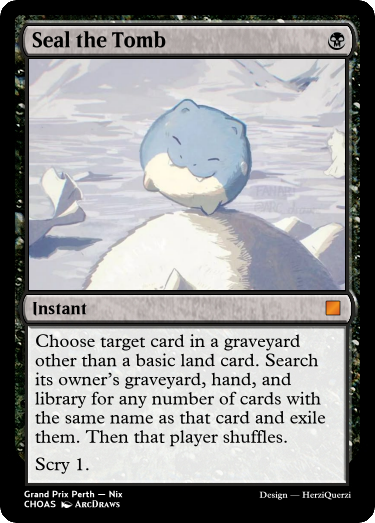 Seal the Tomb
Instant
Choose target card in a graveyard
other than a basic land card. Search
its owner's graveyard, hand, and
library for any number of cards with
the same name as that card and exile
them. Then that player shuffles.
Scry 1.
Grand Prix Perth — Nix
CHOAS ArcDraws
Design — HerziQuerzi